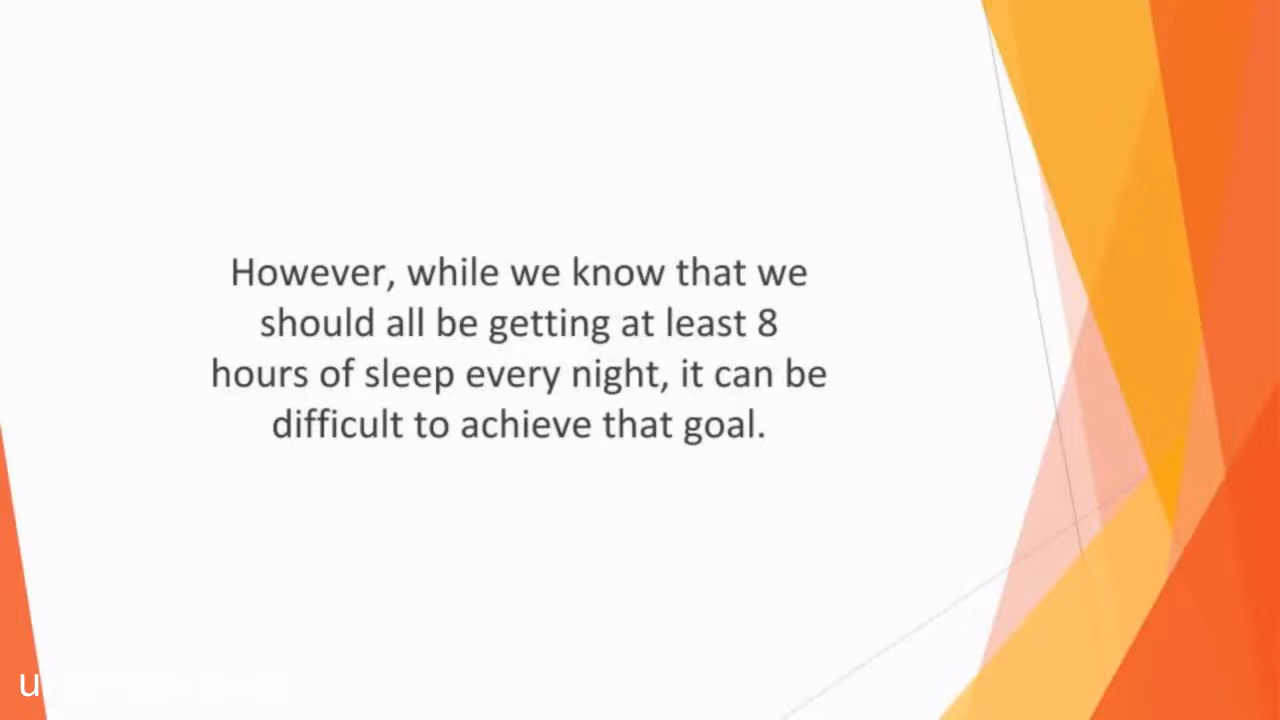 However, while we know that we
should all be getting at least 8
hours of sleep every night, it can be
difficult to achieve that goal.